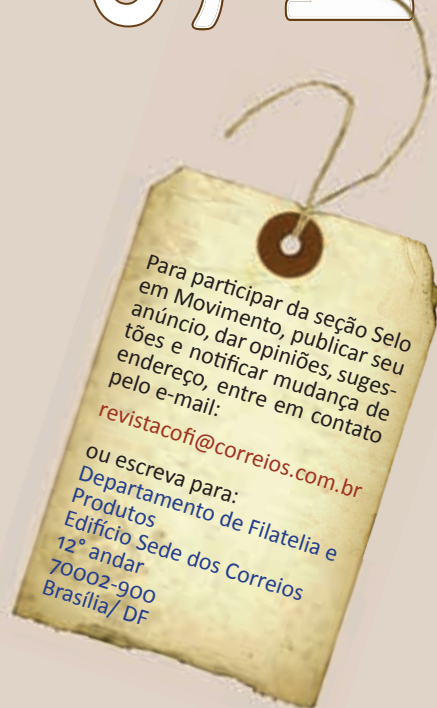 Para participar da seção Selo
em Movimento, publicar seu
anúncio, dar opiniões, suges-
tões e notificar mudança de
endereço, entre em contato
pelo e-mail:
revistacofi@correios.com.br
ou escreva para:
Departamento de Filatelia e
Produtos
Edifício Sede dos Correios
12° andar
70002-900
Brasília/ DF